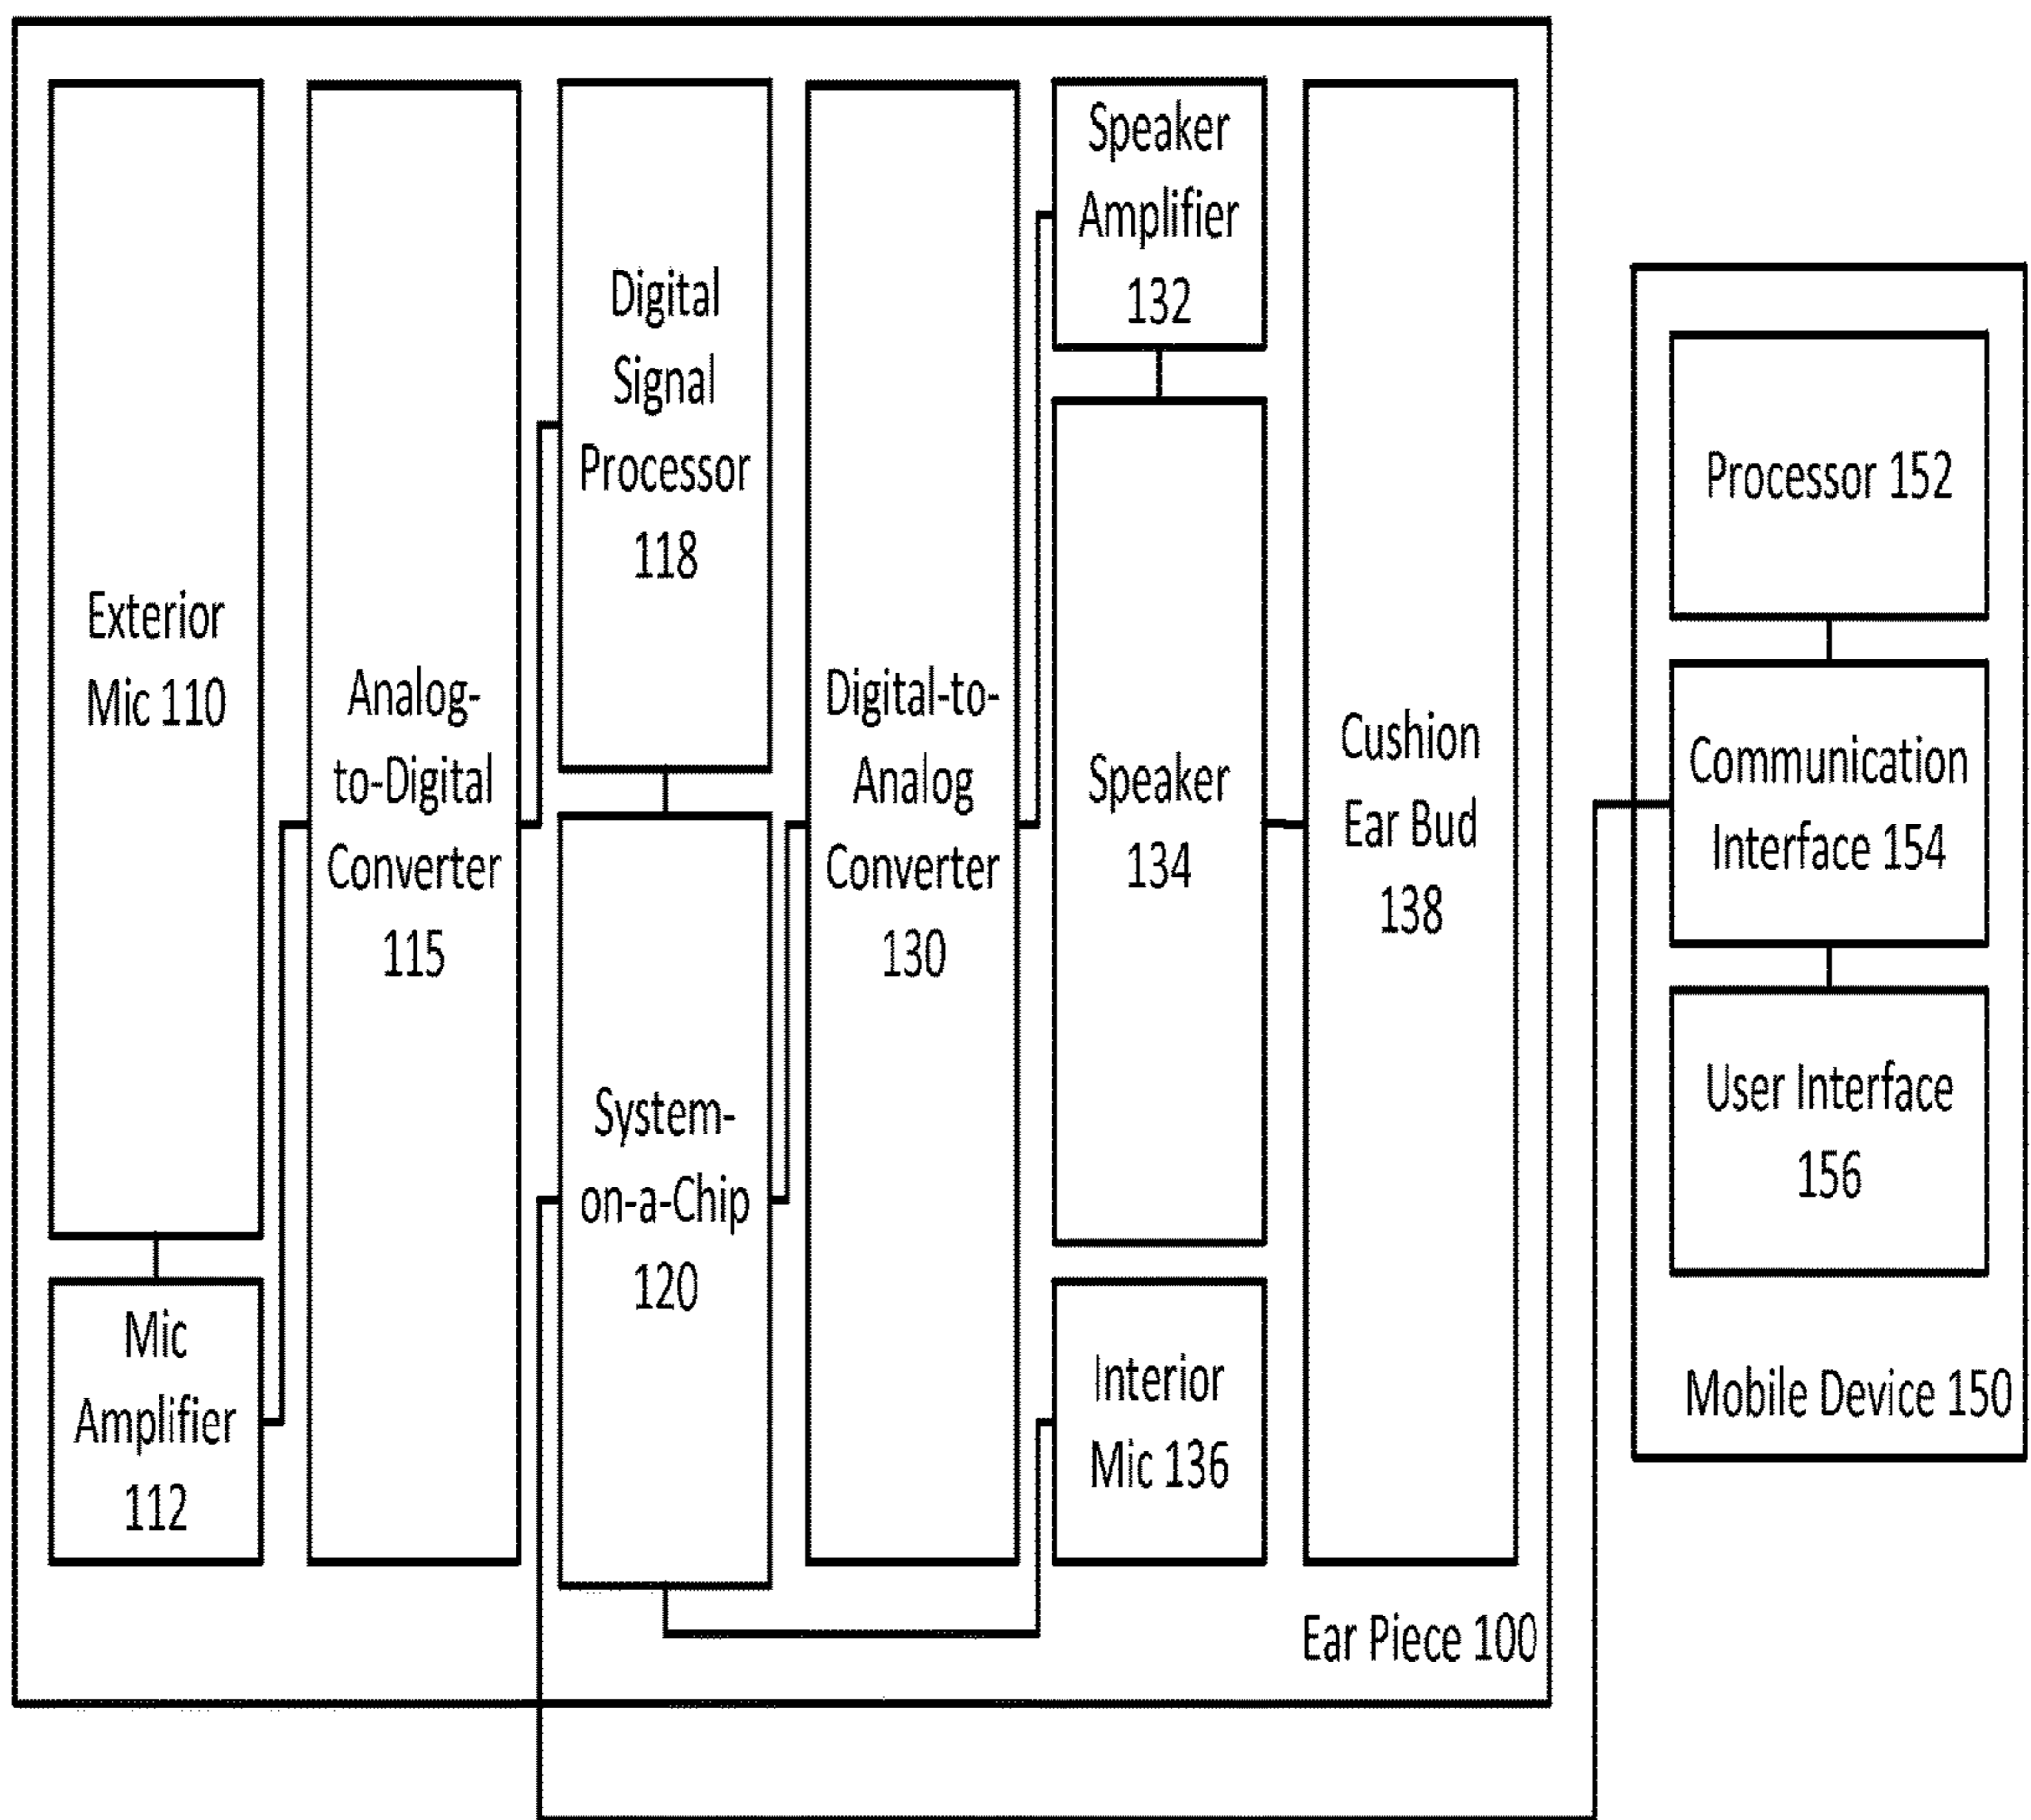 Exterior
Mic 110
Mic
Amplifier
112
Analog-
to-Digital
Converter
115
Digital
Signal
Processor
118
System-
on-a-Chip
120
Digital-to-
Analog
Converter
130
Speaker
Amplifier
132
Speaker
134
Interior
Mic 136
Cushion
Ear Bud
138
Ear Piece 100
Processor 152
Communication
Interface 154
User Interface
156
Mobile Device 150